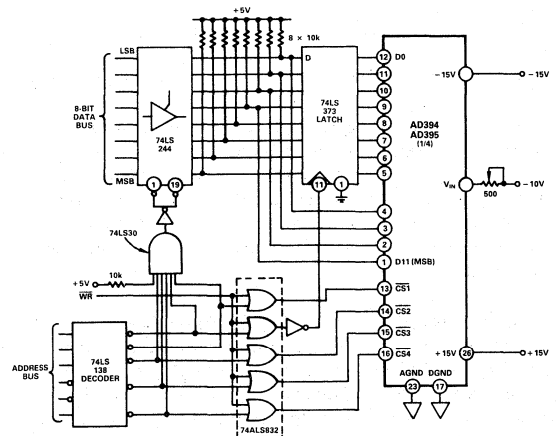 +5V
8 × 10k
LSB
8-BIT
DATA
BUS
MSB
74LS
244
1
19
D
74LS
373
LATCH
11
1
12 D0
11
10
9
8
7
6
5
4
3
2
1 D11 (MSB)
13 CS1
14 CS2
15 CS3
16 CS4
AD394
AD395
(1/4)
-15V
-15V
VIN
500
-10V
+15V
26
+15V
AGND
DGND
23
17
74LS30
+5V
10k
WR
ADDRESS
BUS
74LS
138
DECODER
74ALS832